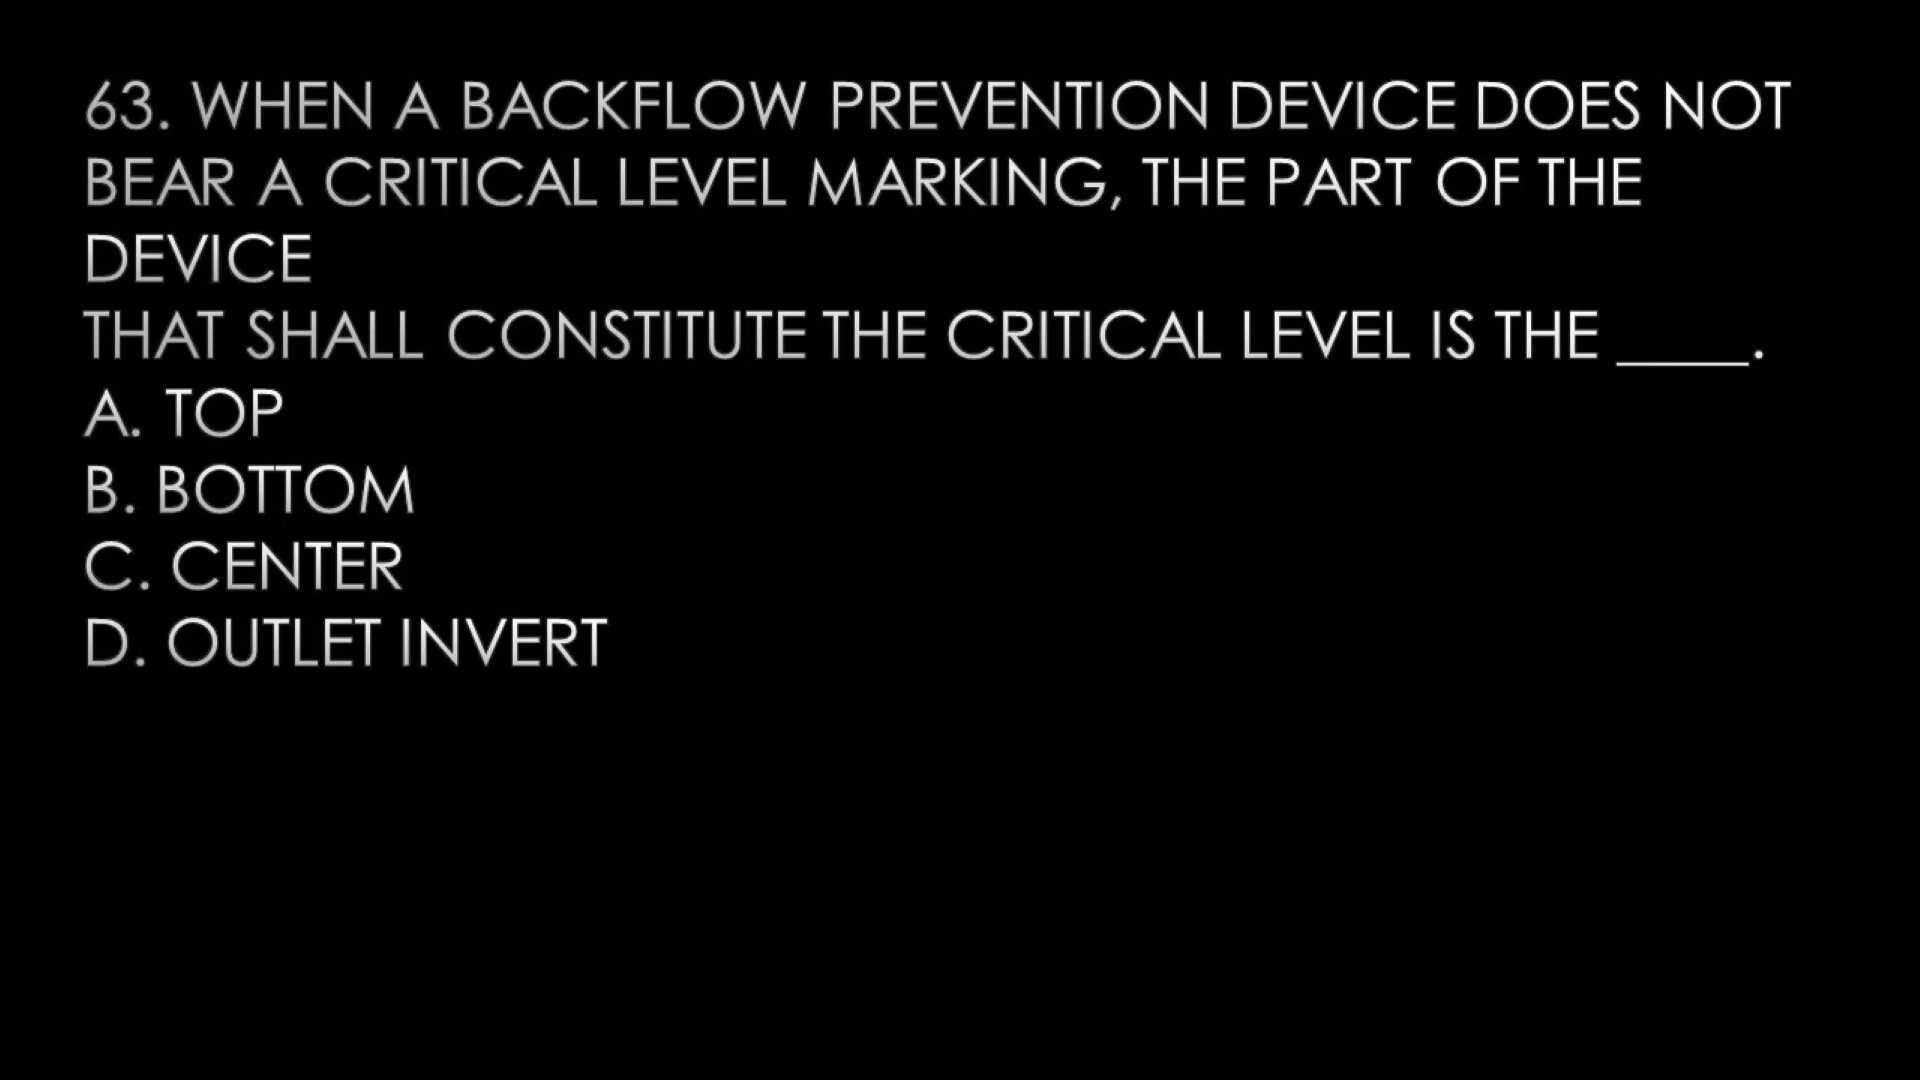 63. WHEN A BACKFLOW PREVENTION DEVICE DOES NOT
BEAR A CRITICAL LEVEL MARKING, THE PART OF THE
DEVICE
THAT SHALL CONSTITUTE THE CRITICAL LEVEL IS THE ____.
A. TOP
B. BOTTOM
C. CENTER
D. OUTLET INVERT